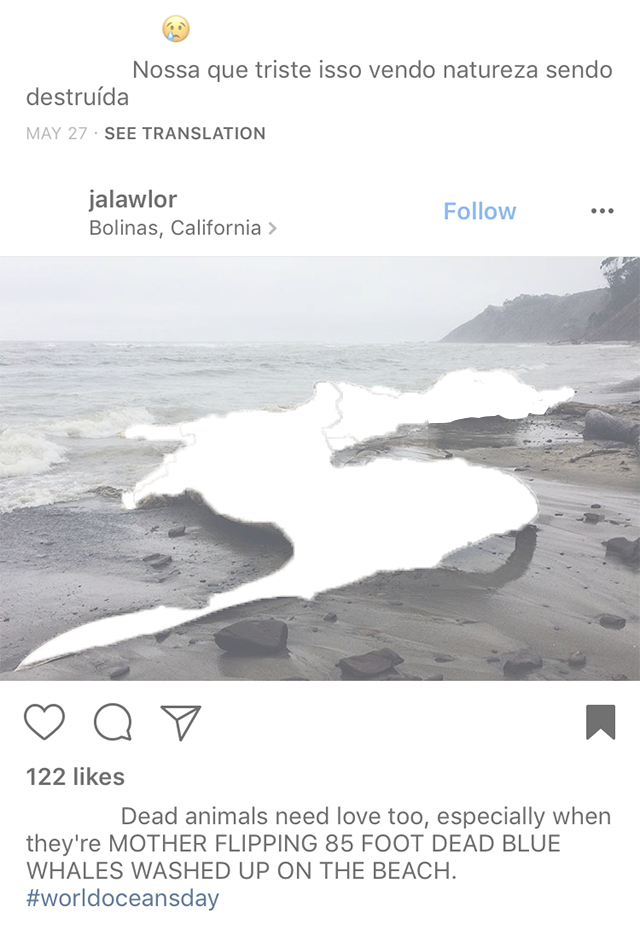 😢
Nossa que triste isso vendo natureza sendo
destruída
MAY 27 · SEE TRANSLATION
jalawlor
Follow
Bolinas, California
122 likes
Dead animals need love too, especially when
they're MOTHER FLIPPING 85 FOOT DEAD BLUE
WHALES WASHED UP ON THE BEACH.
#worldoceansday